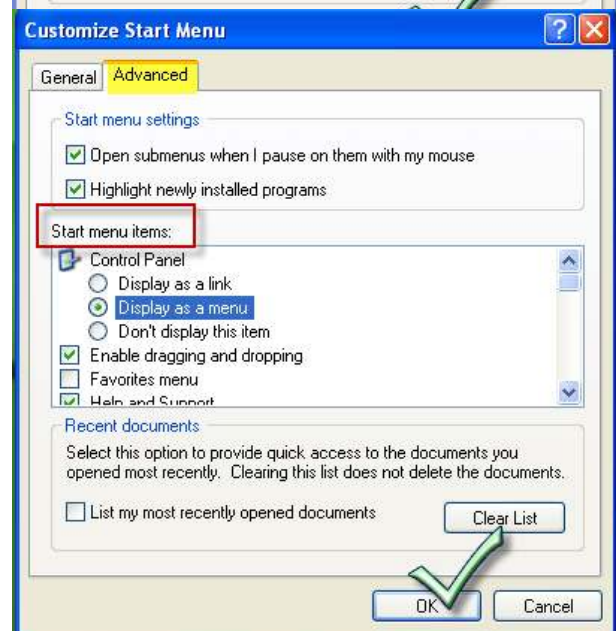 Customize Start Menu
General Advanced
Start menu settings
Open submenus when I pause on them with my mouse
Highlight newly installed programs
Start menu items:
Control Panel
Display as a link
Display as a menu
Don't display this item
Enable dragging and dropping
Favorites menu
Help and Support
Recent documents
Select this option to provide quick access to the documents you
opened most recently. Clearing this list does not delete the documents.
List my most recently opened documents
Clear List
OK Cancel